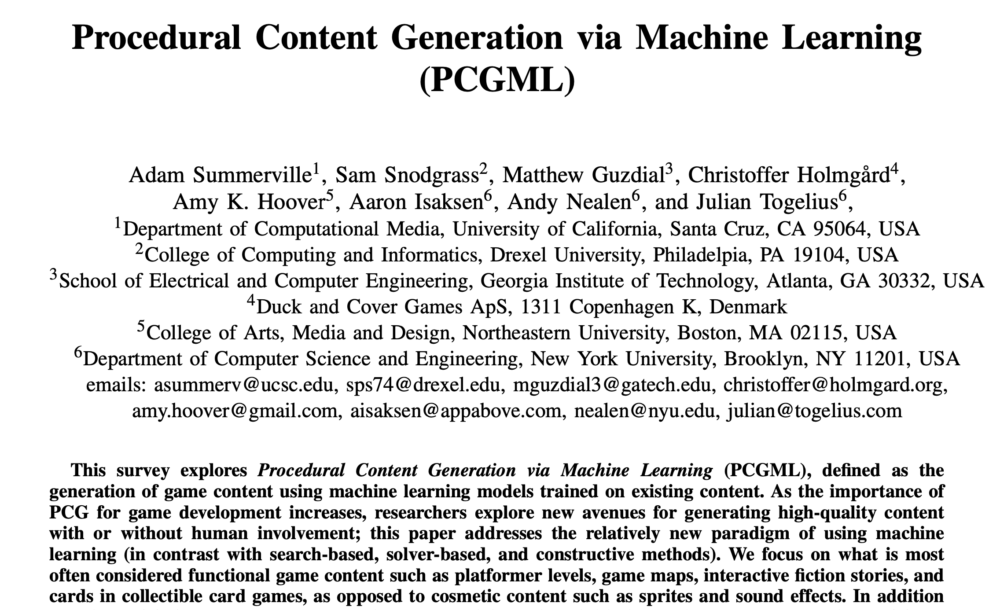 Procedural Content Generation via Machine Learning
(PCGML)
Adam Summerville1, Sam Snodgrass2, Matthew Guzdial3, Christoffer Holmgård4,
Amy K. Hoover5, Aaron Isaksen6, Andy Nealen6, and Julian Togelius6,
1Department of Computational Media, University of California, Santa Cruz, CA 95064, USA
2College of Computing and Informatics, Drexel University, Philadelpia, PA 19104, USA
3School of Electrical and Computer Engineering, Georgia Institute of Technology, Atlanta, GA 30332, USA
4Duck and Cover Games ApS, 1311 Copenhagen K, Denmark
5College of Arts, Media and Design, Northeastern University, Boston, MA 02115, USA
6Department of Computer Science and Engineering, New York University, Brooklyn, NY 11201, USA
emails: asummerv@ucsc.edu, sps74@drexel.edu, mguzdial3@gatech.edu, christoffer@holmgard.org,
amy.hoover@gmail.com, aisaksen@appabove.com, nealen@nyu.edu, julian@togelius.com
This survey explores Procedural Content Generation via Machine Learning (PCGML), defined as the
generation of game content using machine learning models trained on existing content. As the importance of
PCG for game development increases, researchers explore new avenues for generating high-quality content
with or without human involvement; this paper addresses the relatively new paradigm of using machine
learning (in contrast with search-based, solver-based, and constructive methods). We focus on what is most
often considered functional game content such as platformer levels, game maps, interactive fiction stories, and
cards in collectible card games, as opposed to cosmetic content such as sprites and sound effects. In addition